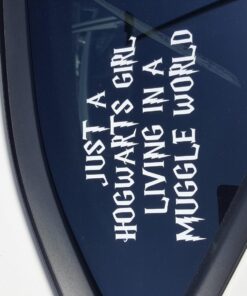 JUST A
HOGWARTS GIRL
LIVING IN A
MUGGLE WORLD